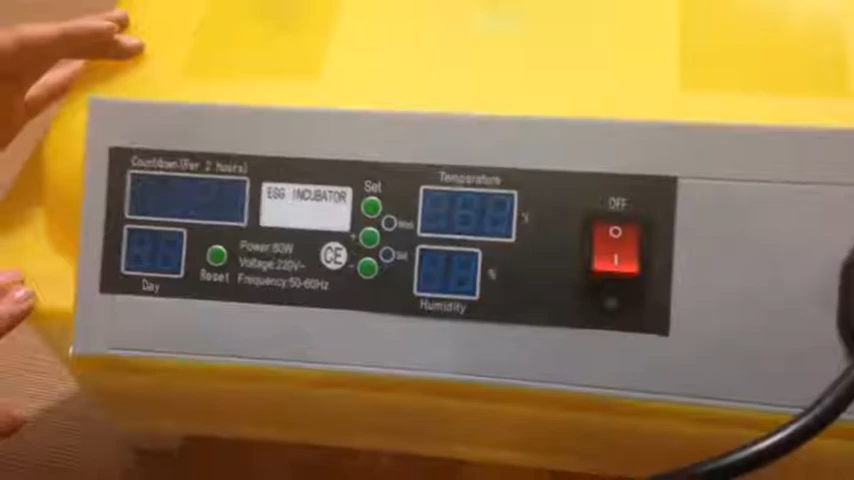 Countdown(Per 2 hours)
EGG INCUBATOR
Set
Temperature
OFF
+
-
CE
Day
Reset
Power:80W
Voltage:220V~
Frequency:50-60Hz
%
Humidity